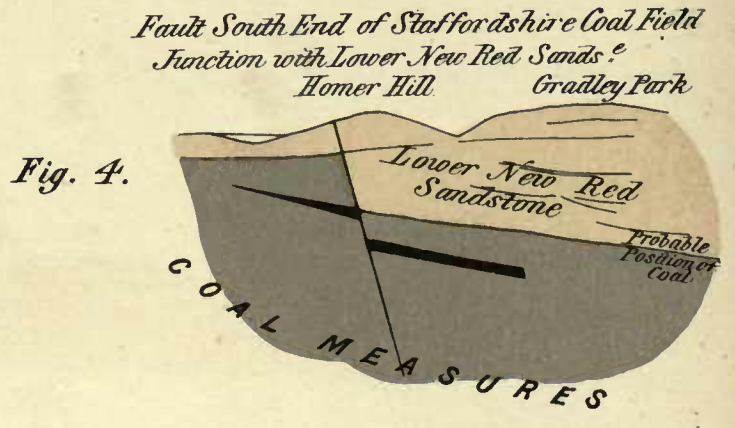 Fault South End of Staffordshire Coal Field
Junction with Lower New Red Sands.e
Homer Hill Gradley Park
Fig. 4.
Lower New Red
Sandstone
Probable
Position of
Coal
COAL MEASURES